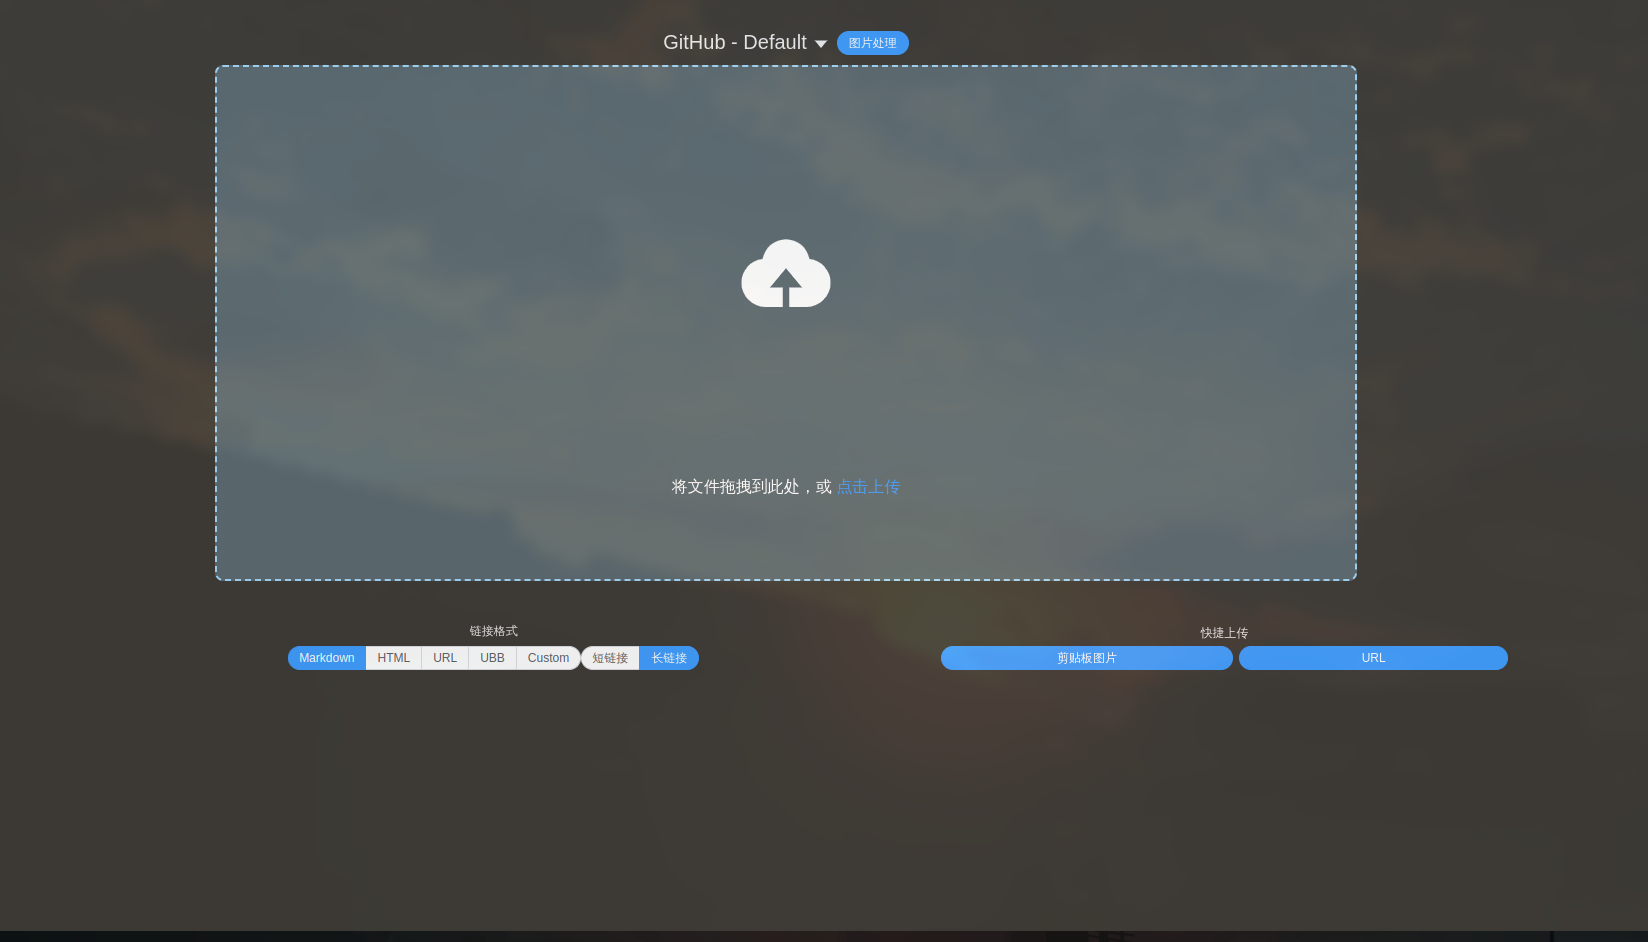 GitHub - Default 图片处理
将文件拖拽到此处，或 点击上传
链接格式
快捷上传
Markdown HTML URL UBB Custom 短链接 长链接
剪贴板图片 URL